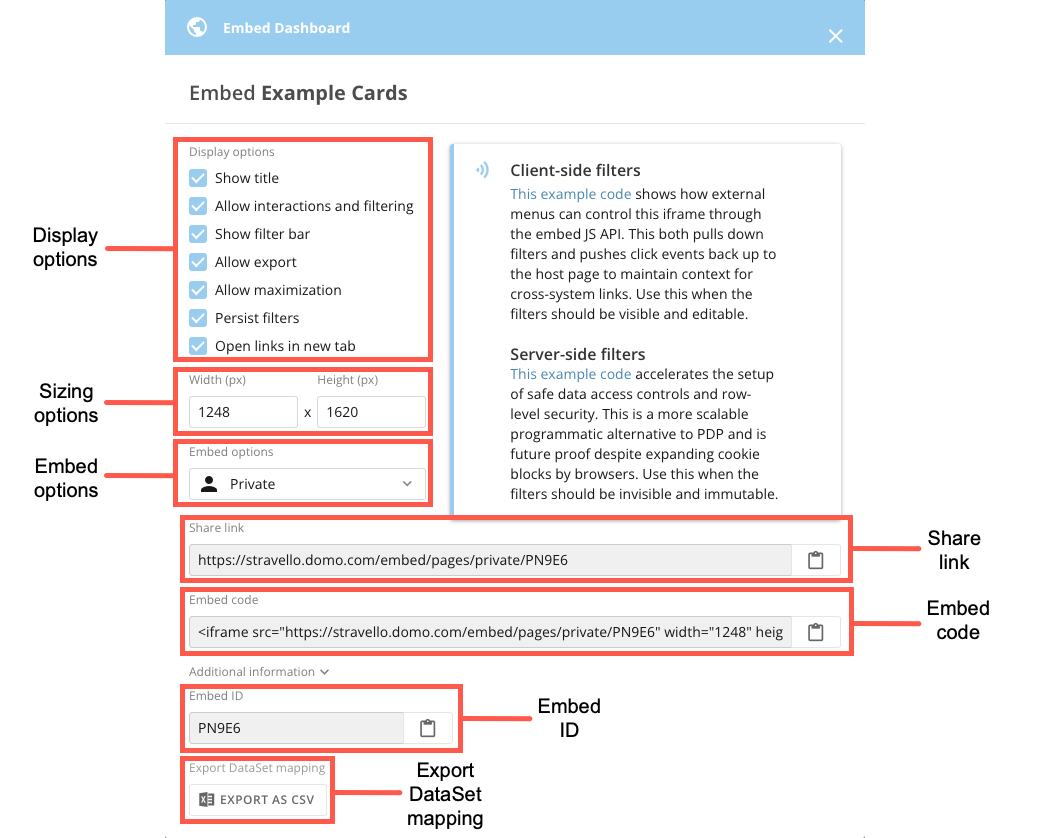 Embed Dashboard
Embed Example Cards
Display options
Show title
Allow interactions and filtering
Show filter bar
Allow export
Allow maximization
Persist filters
Open links in new tab
Display
options
Client-side filters
This example code shows how external
menus can control this iframe through
the embed JS API. This both pulls down
filters and pushes click events back up to
the host page to maintain context for
cross-system links. Use this when the
filters should be visible and editable.
Server-side filters
This example code accelerates the setup
of safe data access controls and row-
level security. This is a more scalable
programmatic alternative to PDP and is
future proof despite expanding cookie
blocks by browsers. Use this when the
filters should be invisible and immutable.
Width (px) Height (px)
1248 x 1620
Sizing
options
Embed options
Private
Embed
options
Share link
https://stravello.domo.com/embed/pages/private/PN9E6
Share
link
Embed code
<iframe src="https://stravello.domo.com/embed/pages/private/PN9E6" width="1248" heig
Embed
code
Additional information
Embed ID
PN9E6
Embed
ID
Export DataSet mapping
EXPORT AS CSV
Export
DataSet
mapping